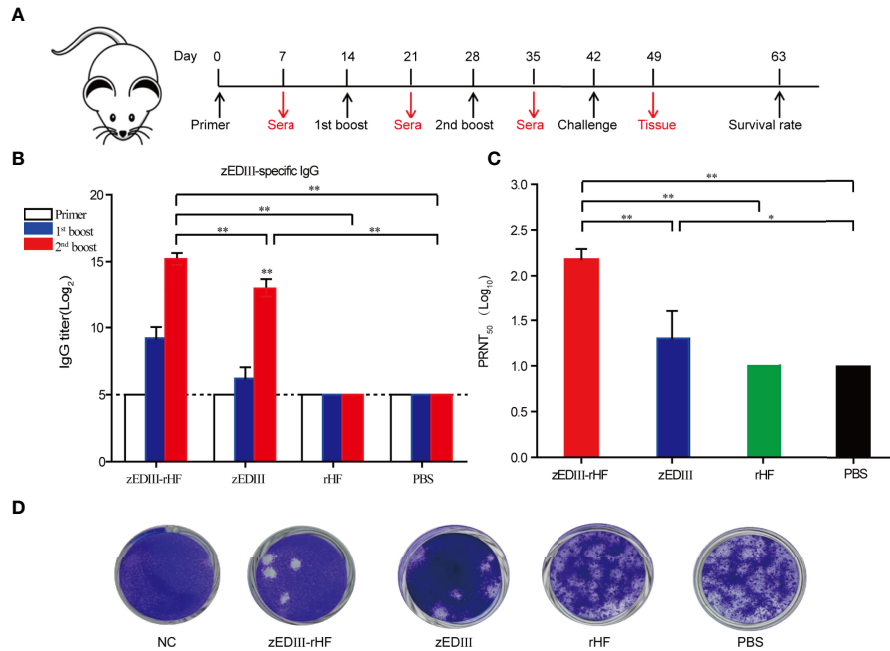 A
Day 0 7 14 21 28 35 42 49 63
Primer Sera 1st boost Sera 2nd boost Sera Challenge Tissue Survival rate
B
zEDIII-specific IgG
Primer
1st boost
2nd boost
IgG titer(Log2)
20
15
10
5
0
**
**
** **
**
zEDIII-rHF zEDIII rHF PBS
C
PRNT50 (Log10)
3.0
2.5
2.0
1.5
1.0
0.5
0.0
**
**
** *
zEDIII-rHF zEDIII rHF PBS
D
NC zEDIII-rHF zEDIII rHF PBS